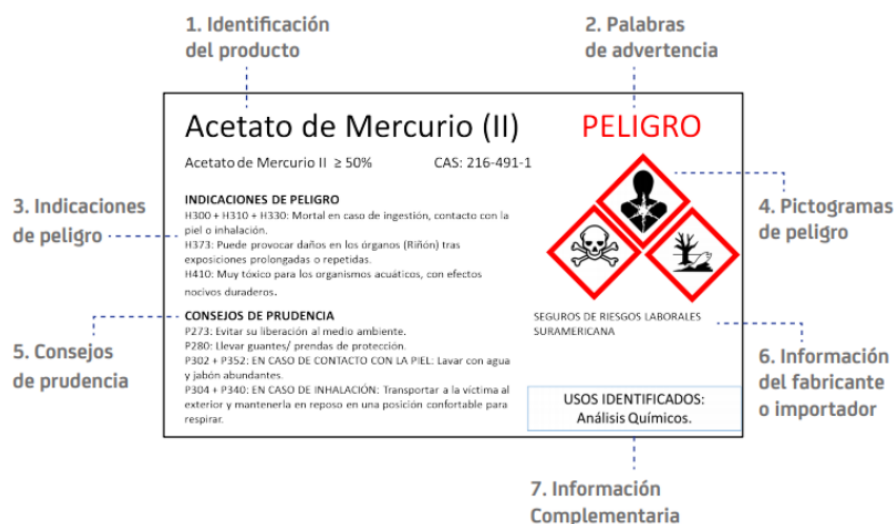 1. Identificación
del producto
2. Palabras
de advertencia
Acetato de Mercurio (II)
PELIGRO
Acetato de Mercurio II ≥ 50%
CAS: 216-491-1
3. Indicaciones
de peligro
INDICACIONES DE PELIGRO
H300 + H310 + H330: Mortal en caso de ingestión, contacto con la
piel o inhalación.
H373: Puede provocar daños en los órganos (Riñón) tras
exposiciones prolongadas o repetidas.
H410: Muy tóxico para los organismos acuáticos, con efectos
nocivos duraderos.
4. Pictogramas
de peligro
5. Consejos
de prudencia
CONSEJOS DE PRUDENCIA
P273: Evitar su liberación al medio ambiente.
P280: Llevar guantes/ prendas de protección.
P302 + P352: EN CASO DE CONTACTO CON LA PIEL: Lavar con agua
y jabón abundantes.
P304 + P340: EN CASO DE INHALACIÓN: Transportar a la víctima al
exterior y mantenerla en reposo en una posición confortable para
respirar.
SEGUROS DE RIESGOS LABORALES
SURAMERICANA
6. Información
del fabricante
o importador
USOS IDENTIFICADOS:
Análisis Químicos.
7. Información
Complementaria